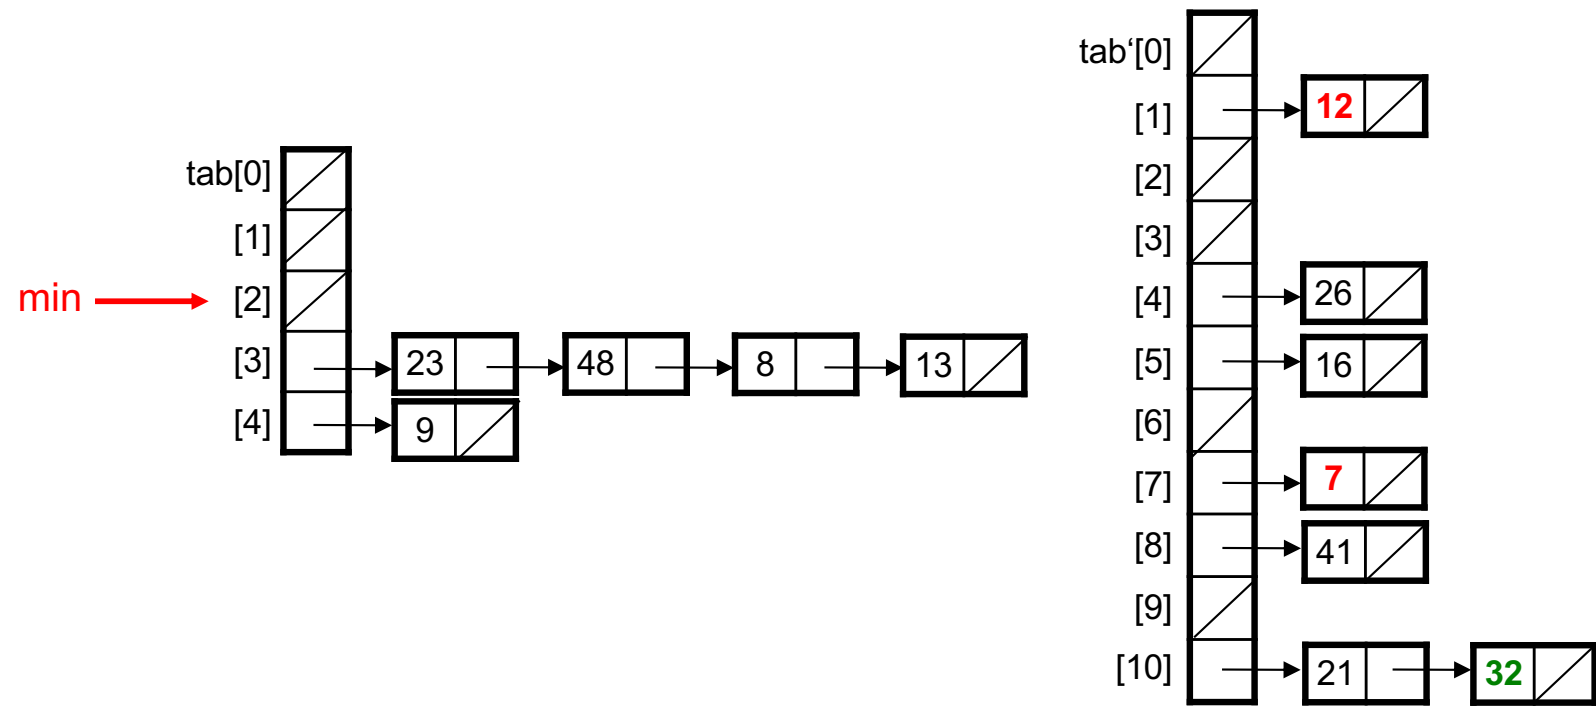 tab[0]
[1]
min [2]
[3] 23 48 8 13
[4] 9
tab‘[0]
[1] 12
[2]
[3]
[4] 26
[5] 16
[6]
[7] 7
[8] 41
[9]
[10] 21 32